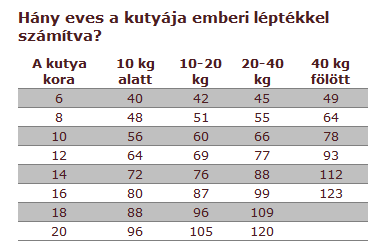 Hány eves a kutyája emberi léptékkel
számítva?
A kutya kora 10 kg alatt 10-20 kg 20-40 kg 40 kg fölött
6 40 42 45 49
8 48 51 55 64
10 56 60 66 78
12 64 69 77 93
14 72 76 88 112
16 80 87 99 123
18 88 96 109
20 96 105 120